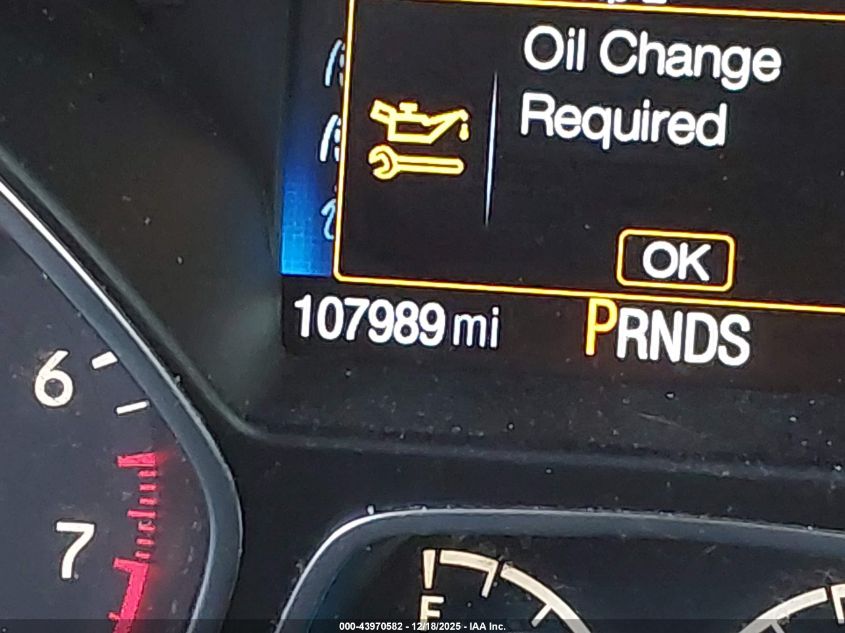 Oil Change
Required
OK
107989 mi
PRNDS
6
7
F
000-43970582 - 12/18/2025 - IAA Inc.